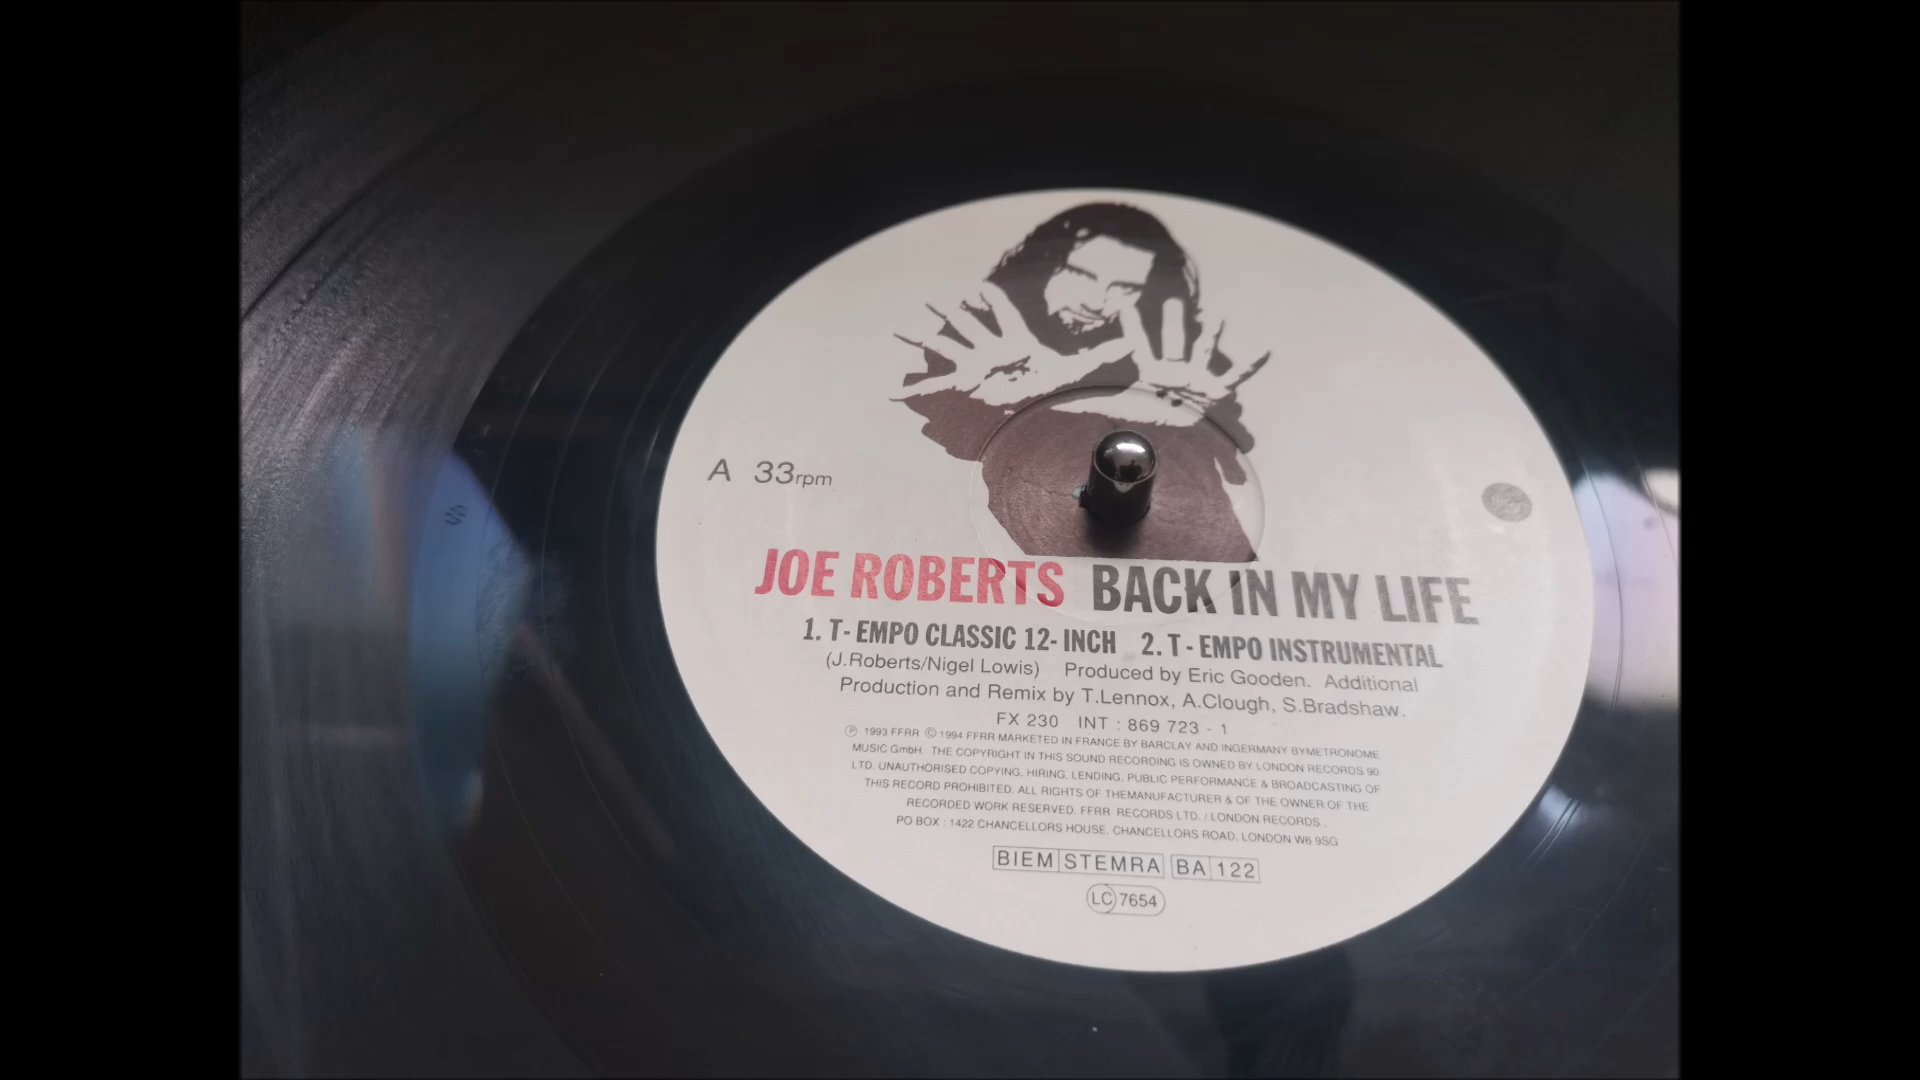 A 33rpm
JOE ROBERTS BACK IN MY LIFE
1. T- EMPO CLASSIC 12- INCH 2. T - EMPO INSTRUMENTAL
(J.Roberts/Nigel Lowis) Produced by Eric Gooden. Additional
Production and Remix by T.Lennox, A.Clough, S.Bradshaw.
FX 230 INT : 869 723 - 1
℗ 1993 FFRR © 1994 FFRR MARKETED IN FRANCE BY BARCLAY AND INGERMANY BYMETRONOME
MUSIC GmbH. THE COPYRIGHT IN THIS SOUND RECORDING IS OWNED BY LONDON RECORDS 90
LTD. UNAUTHORISED COPYING, HIRING, LENDING, PUBLIC PERFORMANCE & BROADCASTING OF
THIS RECORD PROHIBITED. ALL RIGHTS OF THEMANUFACTURER & OF THE OWNER OF THE
RECORDED WORK RESERVED. FFRR RECORDS LTD. / LONDON RECORDS .
PO BOX : 1422 CHANCELLORS HOUSE, CHANCELLORS ROAD, LONDON W6 9SG
BIEM STEMRA BA 122
LC 7654